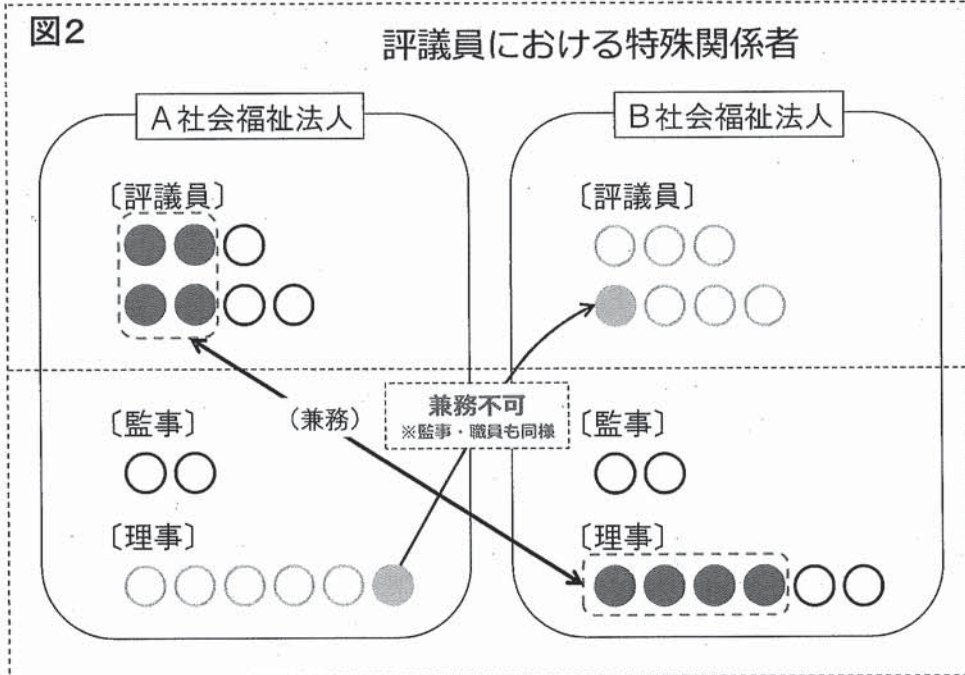 図2
評議員における特殊関係者
A社会福祉法人
B社会福祉法人
〔評議員〕
〔評議員〕
兼務不可
※監事・職員も同様
(兼務)
〔監事〕
〔監事〕
〔理事〕
〔理事〕